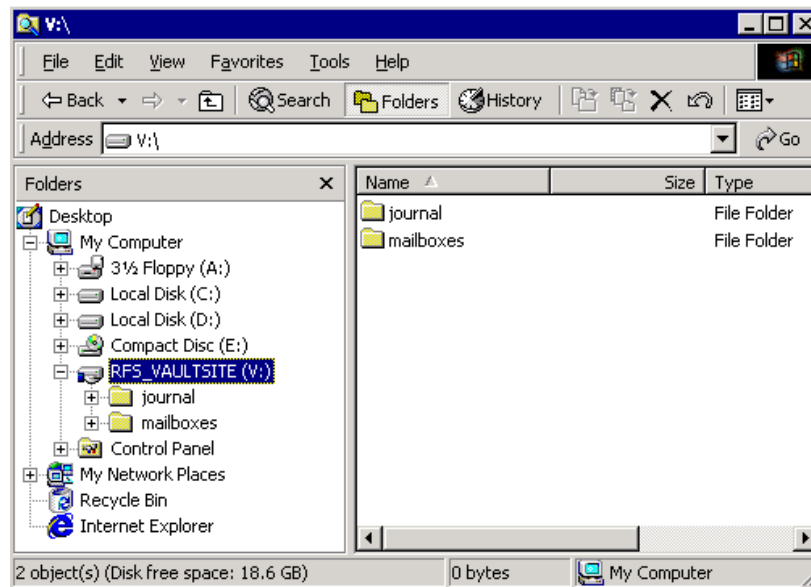 V:\
File Edit View Favorites Tools Help
Back Search Folders History
Address V:\ Go
Folders
Name Size Type
Desktop
My Computer
3½ Floppy (A:)
Local Disk (C:)
Local Disk (D:)
Compact Disc (E:)
RFS_VAULTSITE (V:)
journal
mailboxes
Control Panel
My Network Places
Recycle Bin
Internet Explorer
journal File Folder
mailboxes File Folder
2 object(s) (Disk free space: 18.6 GB) 0 bytes My Computer